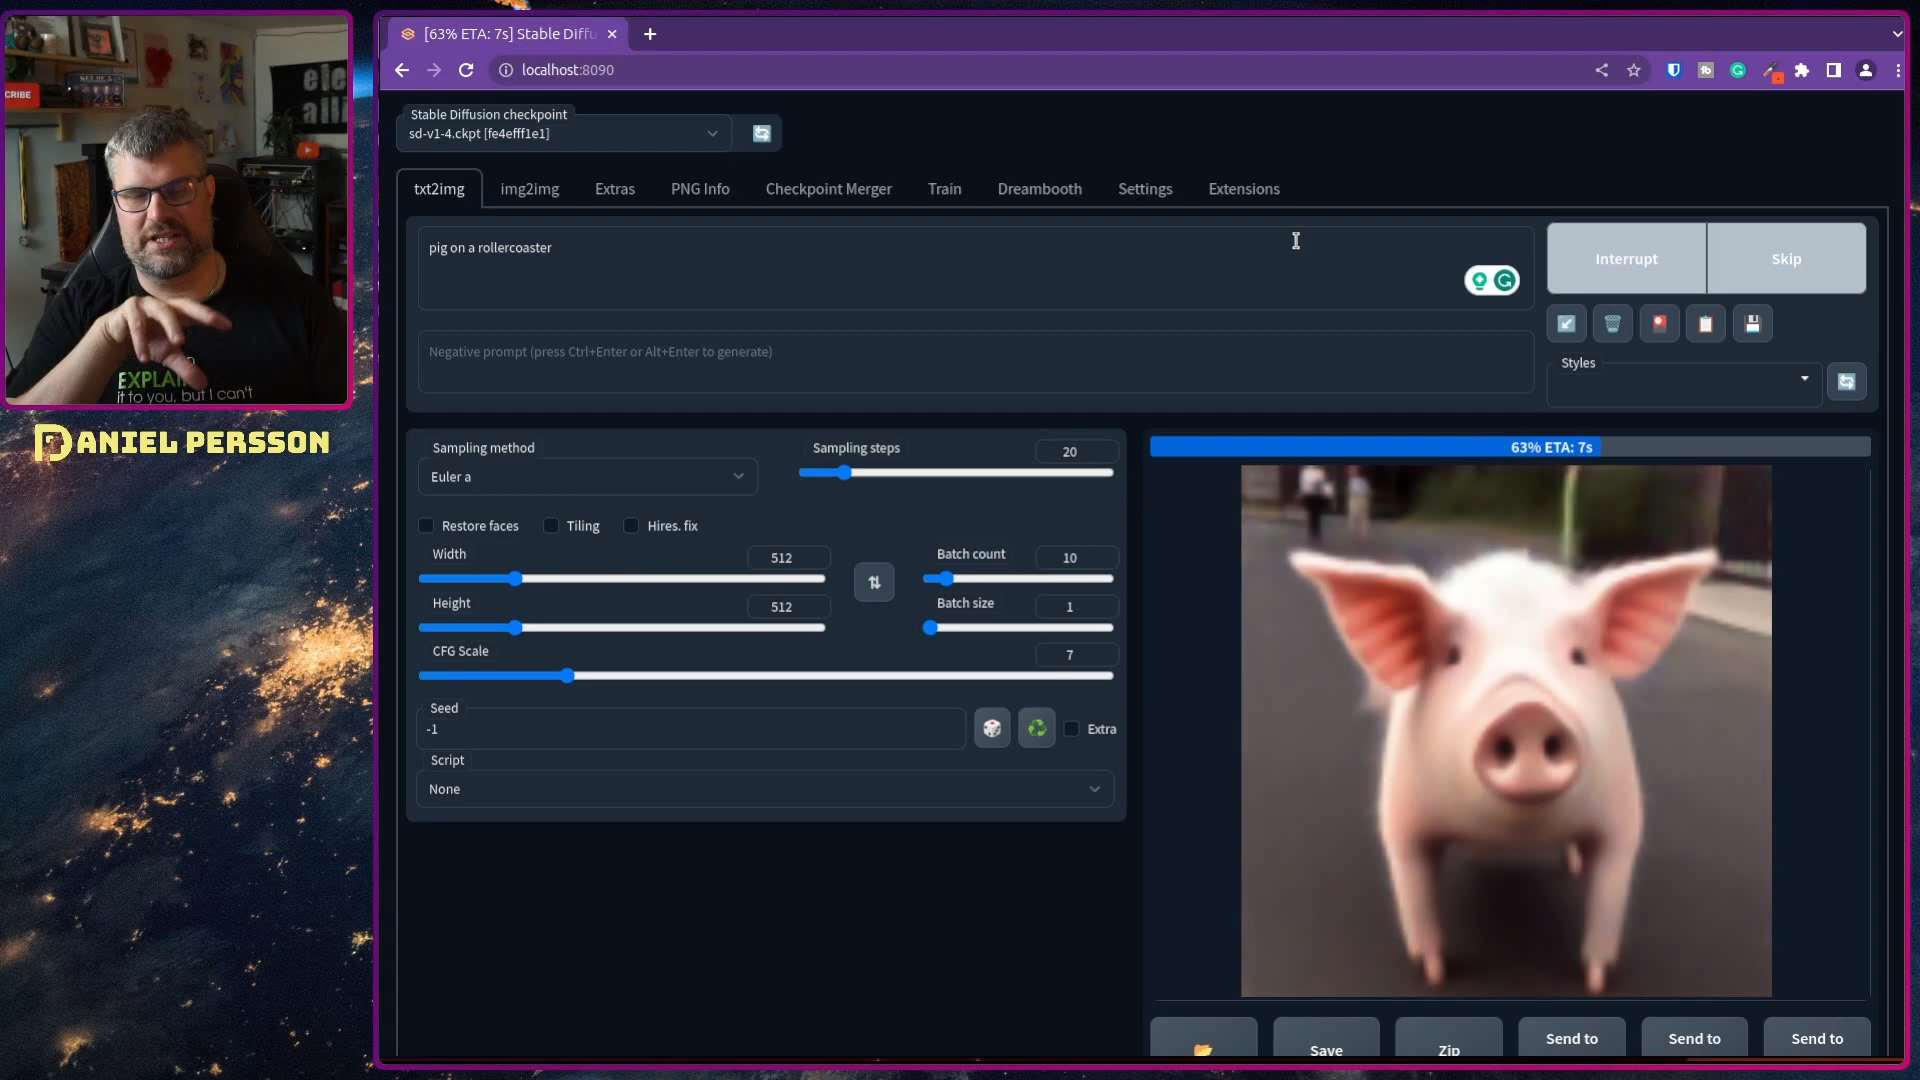 CRIBE
ele
EXPLAI
it to you, but I can't
DANIEL PERSSON
[63% ETA: 7s] Stable Diffu
localhost:8090
Stable Diffusion checkpoint
sd-v1-4.ckpt [fe4efff1e1]
txt2img
img2img
Extras
PNG Info
Checkpoint Merger
Train
Dreambooth
Settings
Extensions
pig on a rollercoaster
Negative prompt (press Ctrl+Enter or Alt+Enter to generate)
Interrupt
Skip
Styles
Sampling method
Euler a
Sampling steps
20
Restore faces
Tiling
Hires. fix
Width
512
Height
512
Batch count
10
Batch size
1
CFG Scale
7
Seed
-1
Extra
Script
None
63% ETA: 7s
Save
Zip
Send to
Send to
Send to